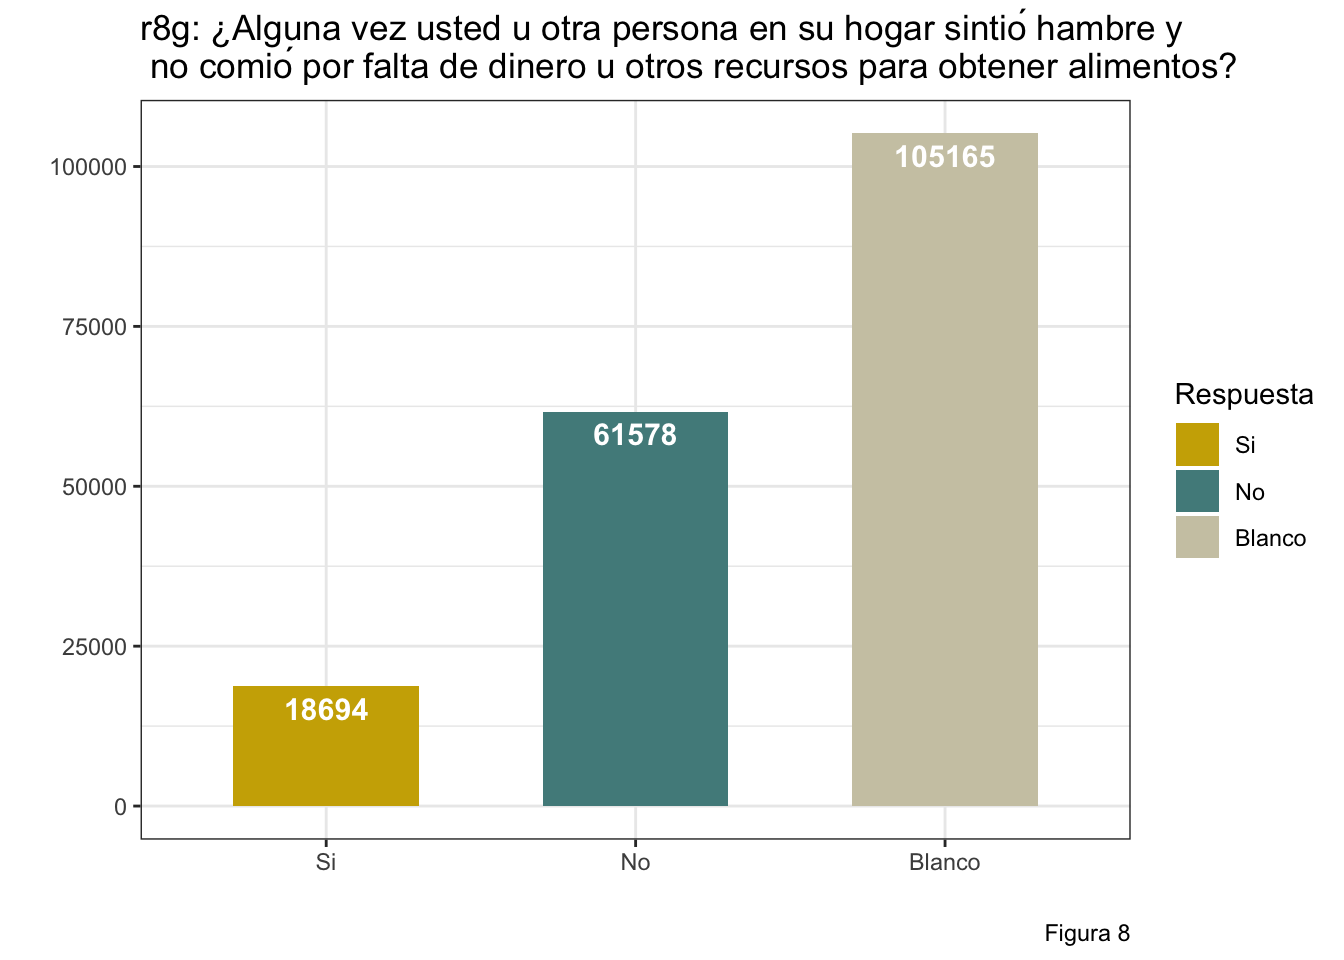 r8g: ¿Alguna vez usted u otra persona en su hogar sintió hambre y
no comió por falta de dinero u otros recursos para obtener alimentos?
100000
75000
50000
25000
0
18694
61578
105165
Si
No
Blanco
Respuesta
Si
No
Blanco
Figura 8